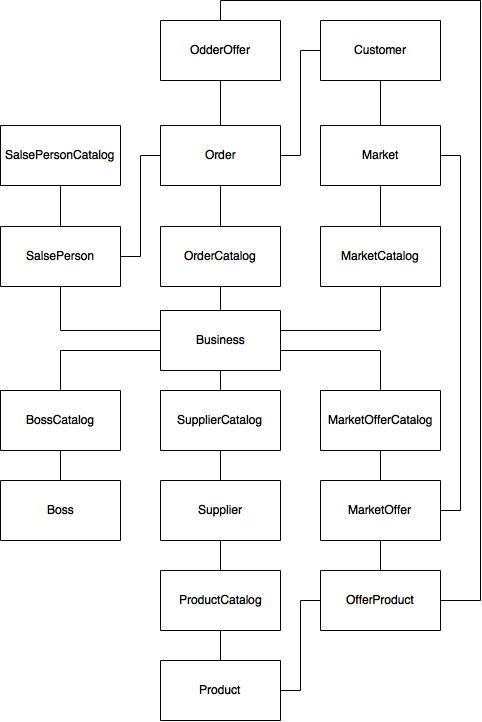 OdderOffer
Customer
SalsePersonCatalog
Order
Market
SalsePerson
OrderCatalog
MarketCatalog
Business
BossCatalog
SupplierCatalog
MarketOfferCatalog
Boss
Supplier
MarketOffer
ProductCatalog
OfferProduct
Product